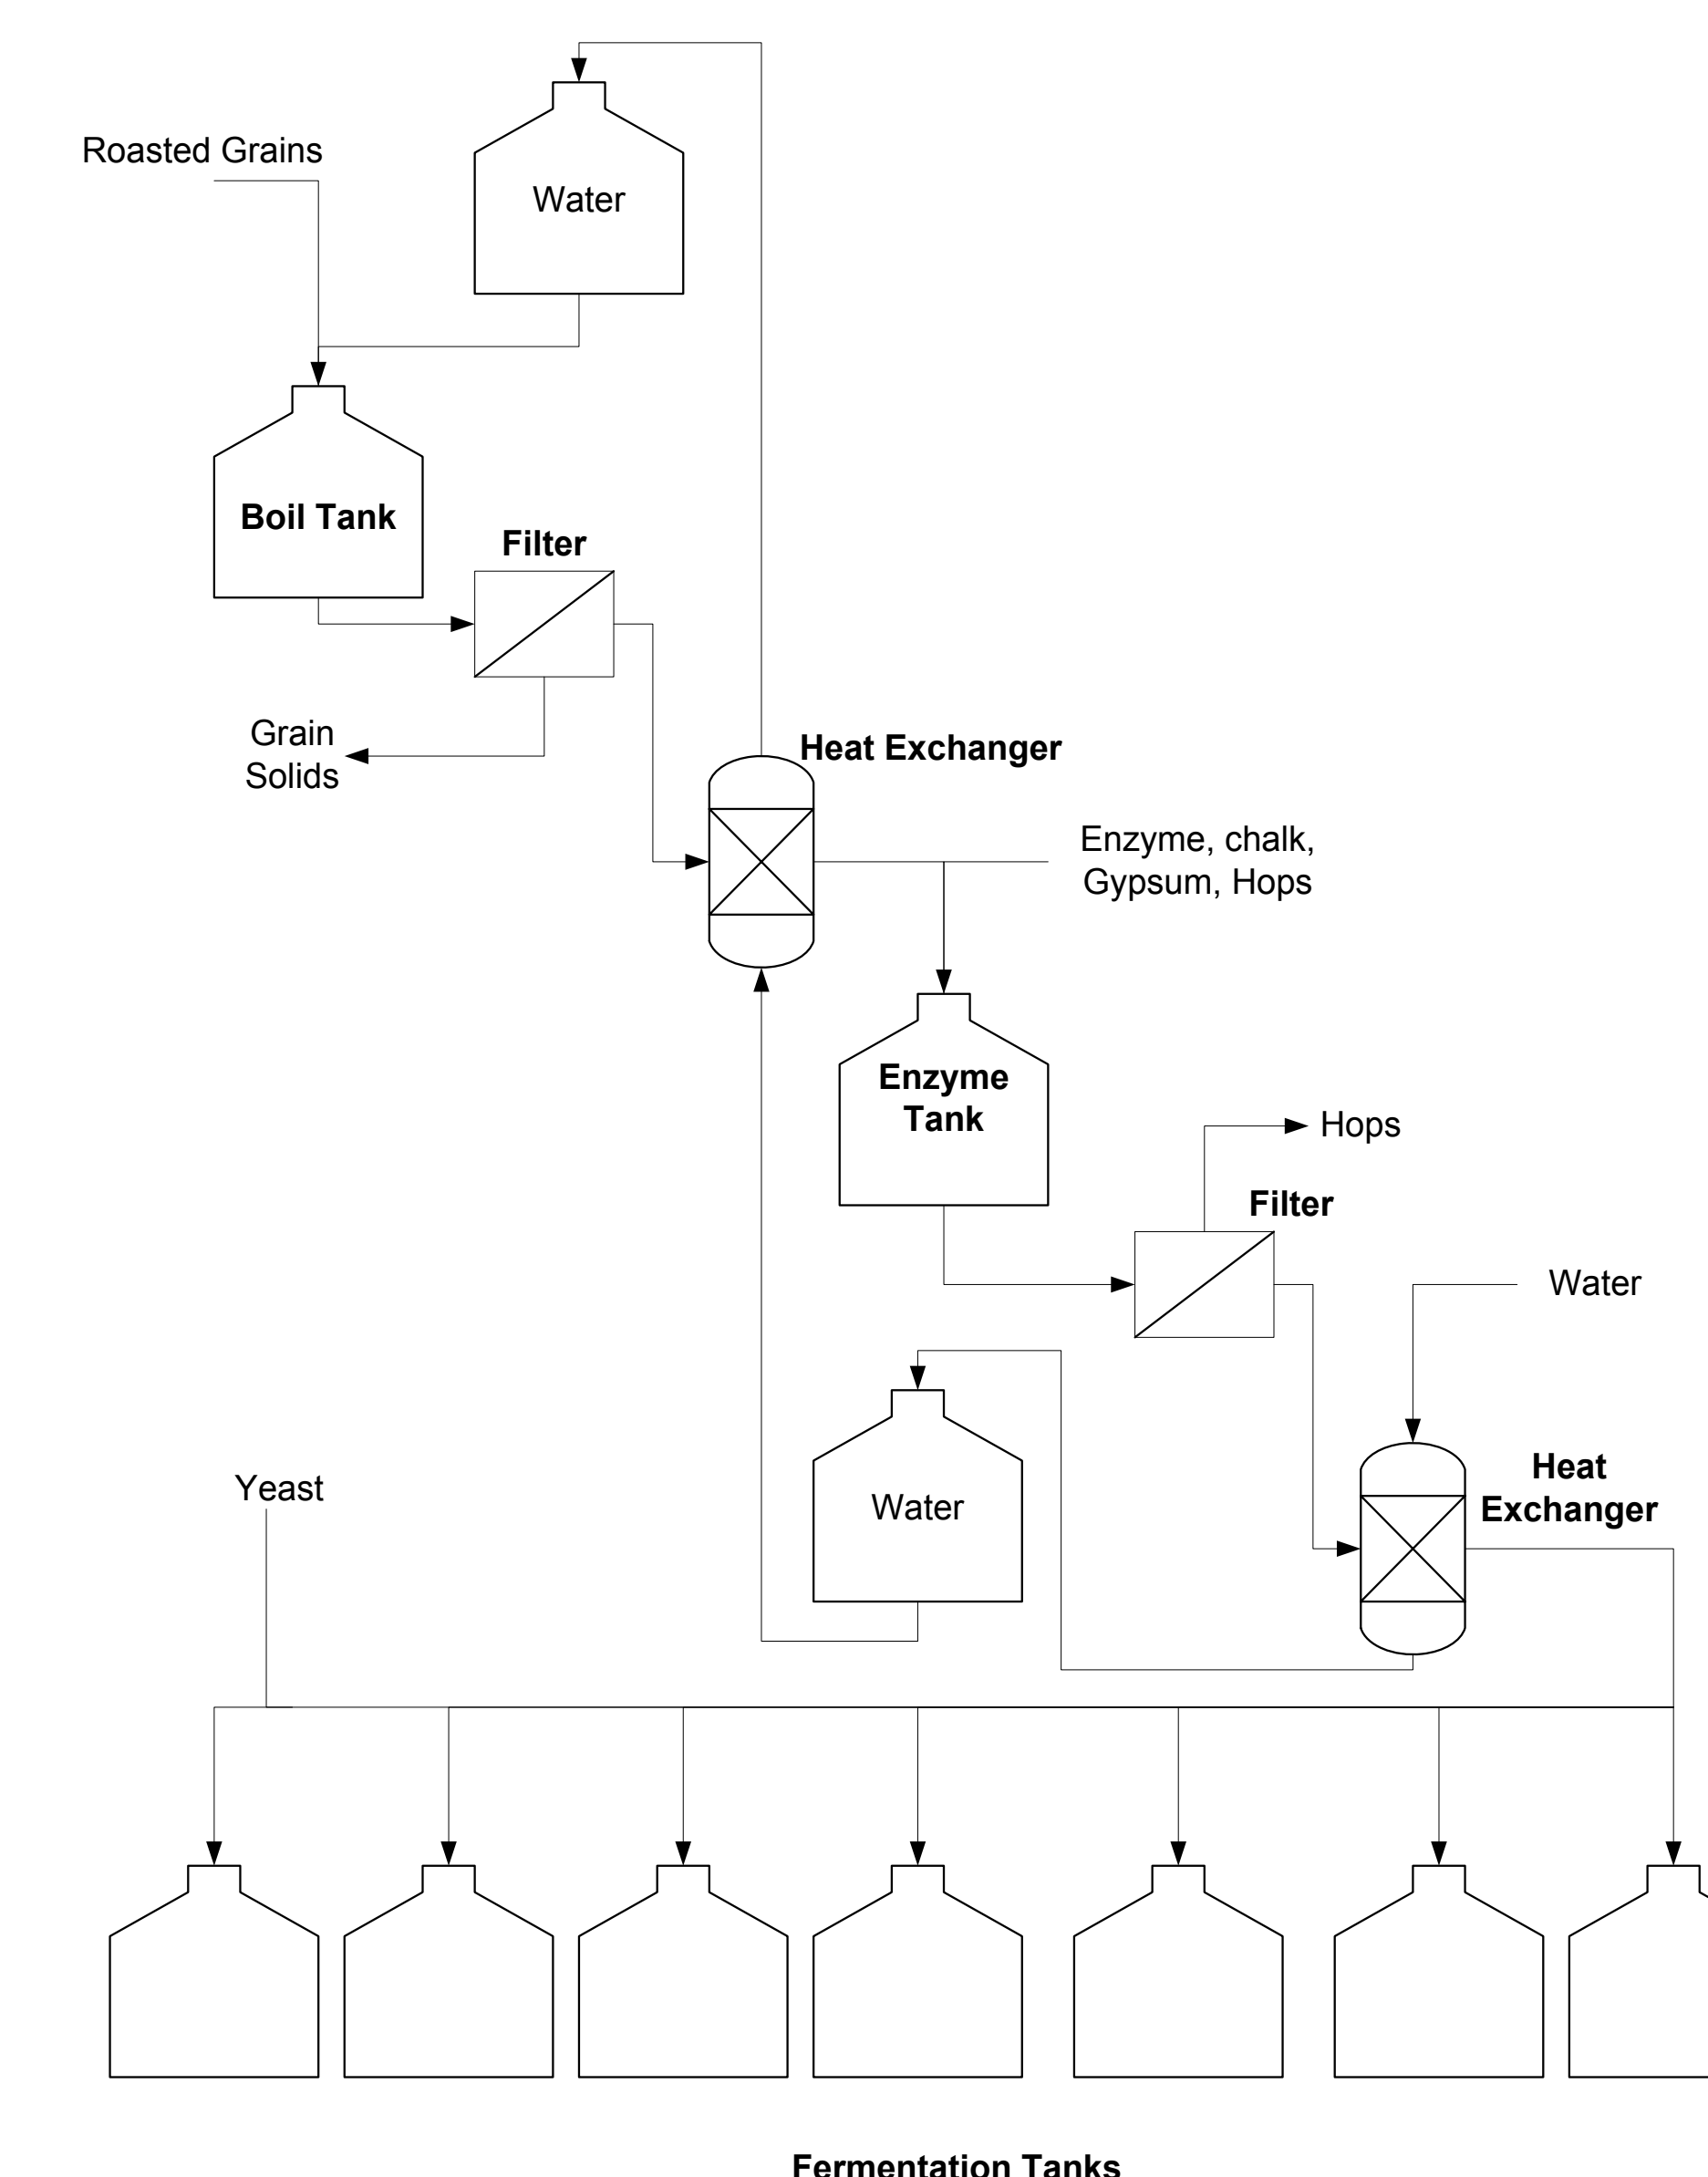 Roasted Grains
Water
Boil Tank
Filter
Grain
Solids
Heat Exchanger
Enzyme, chalk,
Gypsum, Hops
Enzyme
Tank
Hops
Filter
Water
Water
Heat
Exchanger
Yeast
Fermentation Tanks